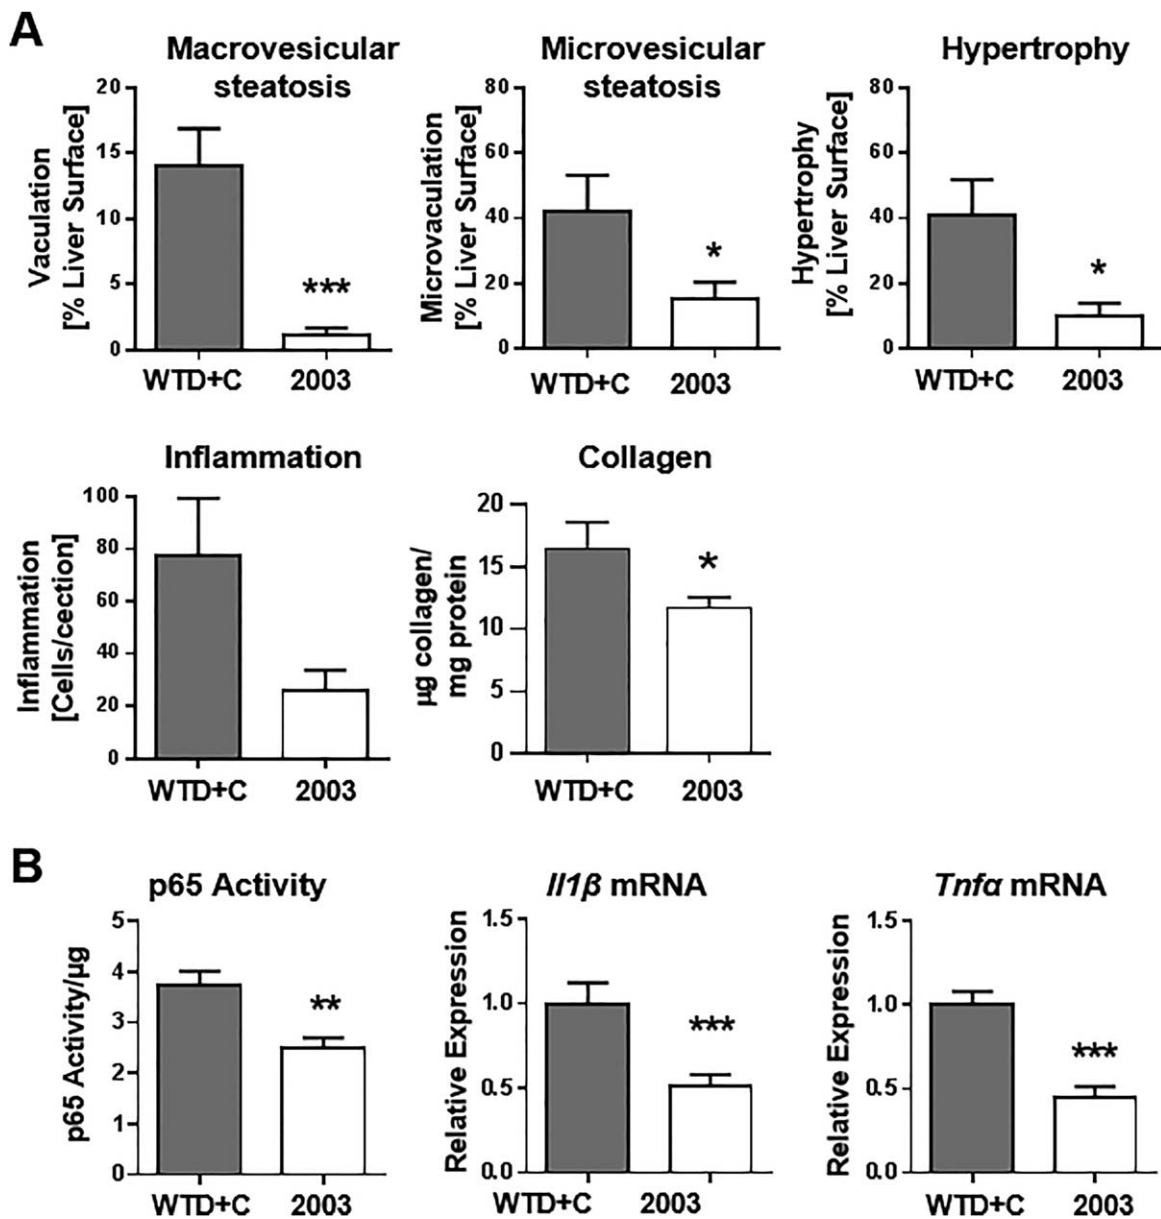 A
Macrovesicular
steatosis
Vaculation
[% Liver Surface]
20
15
10
5
0
***
WTD+C 2003
Microvesicular
steatosis
Microvaculation
[% Liver Surface]
80
60
40
20
0
*
WTD+C 2003
Hypertrophy
Hypertrophy
[% Liver Surface]
80
60
40
20
0
*
WTD+C 2003
Inflammation
Inflammation
[Cells/cection]
100
80
60
40
20
0
WTD+C 2003
Collagen
µg collagen/
mg protein
20
15
10
5
0
*
WTD+C 2003
B
p65 Activity
p65 Activity/µg
5
4
3
2
1
0
**
WTD+C 2003
Il1β mRNA
Relative Expression
1.5
1.0
0.5
0.0
***
WTD+C 2003
Tnfα mRNA
Relative Expression
1.5
1.0
0.5
0.0
***
WTD+C 2003